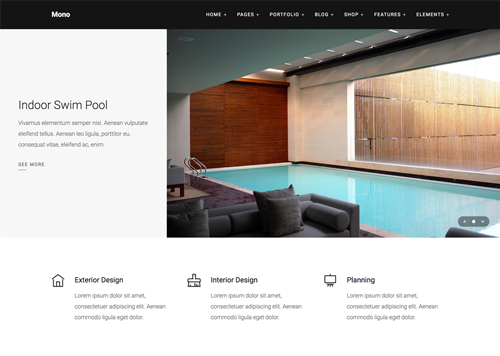 Mono
HOME + PAGES + PORTFOLIO + BLOG + SHOP + FEATURES + ELEMENTS +
Indoor Swim Pool
Vivamus elementum semper nisi. Aenean vulputate
eleifend tellus. Aenean leo ligula, porttitor eu,
consequat vitae, eleifend ac, enim.
SEE MORE
Exterior Design
Lorem ipsum dolor sit amet,
consectetuer adipiscing elit. Aenean
commodo ligula eget dolor.
Interior Design
Lorem ipsum dolor sit amet,
consectetuer adipiscing elit. Aenean
commodo ligula eget dolor.
Planning
Lorem ipsum dolor sit amet,
consectetuer adipiscing elit. Aenean
commodo ligula eget dolor.